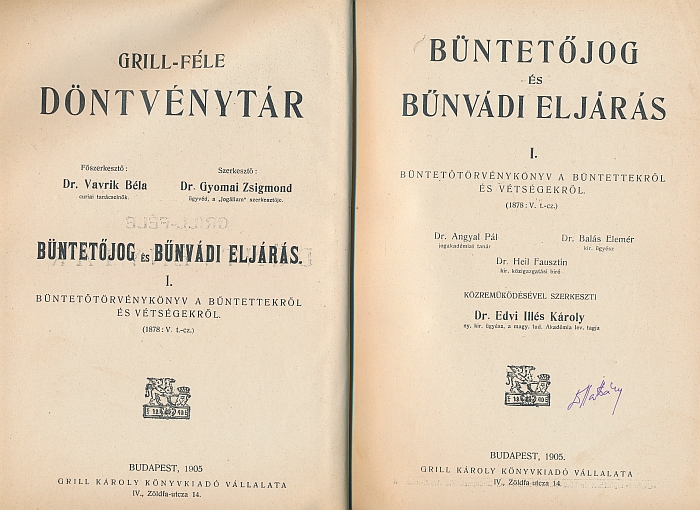 GRILL-FÉLE
DÖNTVÉNYTÁR
Főszerkesztő:
Dr. Vavrik Béla
curiai tanácselnök.
Szerkesztő:
Dr. Gyomai Zsigmond
ügyvéd, a „jogállam" szerkesztője.
BÜNTETŐJOG ÉS BŰNVÁDI ELJÁRÁS.
I.
BÜNTETŐTÖRVÉNYKÖNYV A BÜNTETTEKRŐL
ÉS VÉTSÉGEKRŐL.
(1878: V. t.-cz.)
BUDAPEST, 1905
GRILL KÁROLY KÖNYVKIADÓ VÁLLALATA
IV., Zöldfa-utcza 14.
BÜNTETŐJOG
ÉS
BŰNVÁDI ELJÁRÁS
I.
BÜNTETŐTÖRVÉNYKÖNYV A BÜNTETTEKRŐL
ÉS VÉTSÉGEKRŐL.
(1878: V. t.-cz.)
Dr. Angyal Pál
jogakadémiai tanár
Dr. Balás Elemér
kir. ügyész
Dr. Heil Fausztin
kir. közigazgatási biró
KÖZREMŰKÖDÉSÉVEL SZERKESZTI
Dr. Edvi Illés Károly
ny. kir. ügyész, a magy. tud. Akadémia lev. tagja
BUDAPEST, 1905.
GRILL KÁROLY KÖNYVKIADÓ VÁLLALATA
IV., Zöldfa-utcza 14.